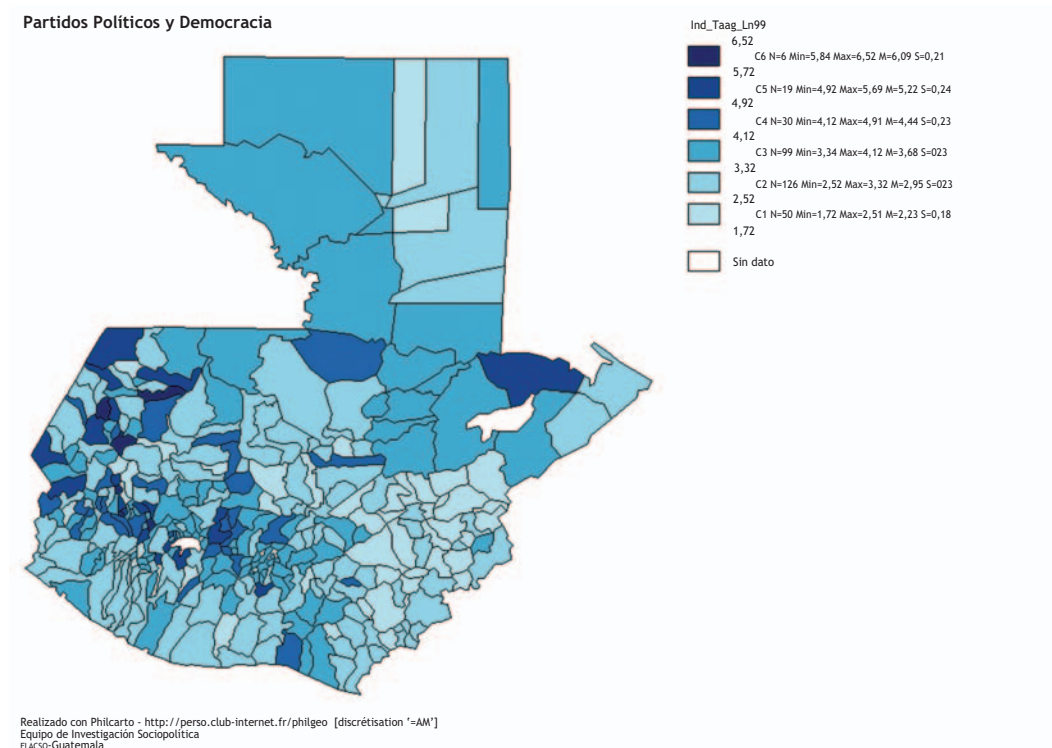 Partidos Políticos y Democracia
Ind_Taag_Ln99
6,52
C6 N=6 Min=5,84 Max=6,52 M=6,09 S=0,21
5,72
C5 N=19 Min=4,92 Max=5,69 M=5,22 S=0,24
4,92
C4 N=30 Min=4,12 Max=4,91 M=4,44 S=0,23
4,12
C3 N=99 Min=3,34 Max=4,12 M=3,68 S=023
3,32
C2 N=126 Min=2,52 Max=3,32 M=2,95 S=023
2,52
C1 N=50 Min=1,72 Max=2,51 M=2,23 S=0,18
1,72
Sin dato
Realizado con Philcarto - http://perso.club-internet.fr/philgeo [discrétisation ‘=AM’]
Equipo de Investigación Sociopolítica
FLACSO-Guatemala